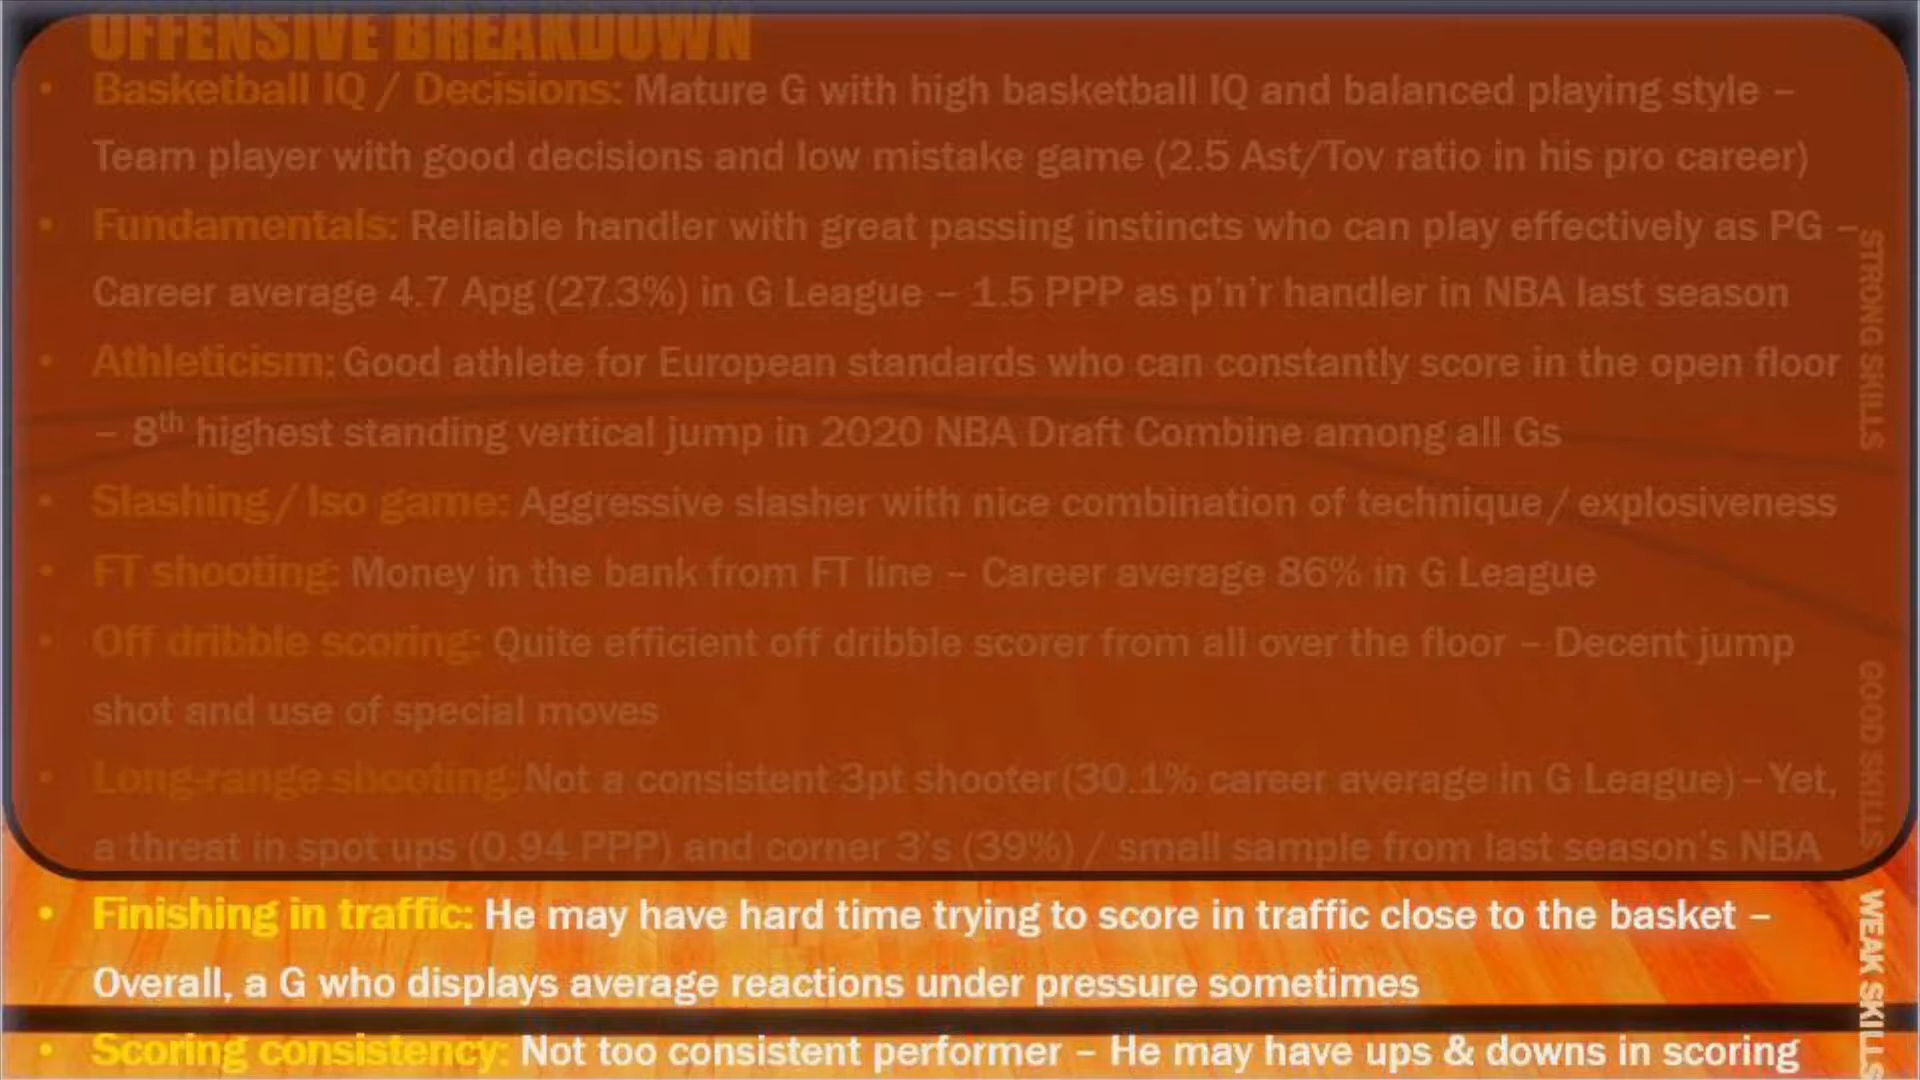 OFFENSIVE BREAKDOWN
• Basketball IQ / Decisions: Mature G with high basketball IQ and balanced playing style –
Team player with good decisions and low mistake game (2.5 Ast/Tov ratio in his pro career)
• Fundamentals: Reliable handler with great passing instincts who can play effectively as PG –
Career average 4.7 Apg (27.3%) in G League – 1.5 PPP as p'n'r handler in NBA last season
• Athleticism: Good athlete for European standards who can constantly score in the open floor
– 8th highest standing vertical jump in 2020 NBA Draft Combine among all Gs
• Slashing / Iso game: Aggressive slasher with nice combination of technique / explosiveness
• FT shooting: Money in the bank from FT line – Career average 86% in G League
• Off dribble scoring: Quite efficient off dribble scorer from all over the floor – Decent jump
shot and use of special moves
• Long-range shooting: Not a consistent 3pt shooter (30.1% career average in G League) – Yet,
a threat in spot ups (0.94 PPP) and corner 3's (39%) / small sample from last season's NBA
• Finishing in traffic: He may have hard time trying to score in traffic close to the basket –
Overall, a G who displays average reactions under pressure sometimes
• Scoring consistency: Not too consistent performer – He may have ups & downs in scoring
STRONG SKILLS
GOOD SKILLS
WEAK SKILLS